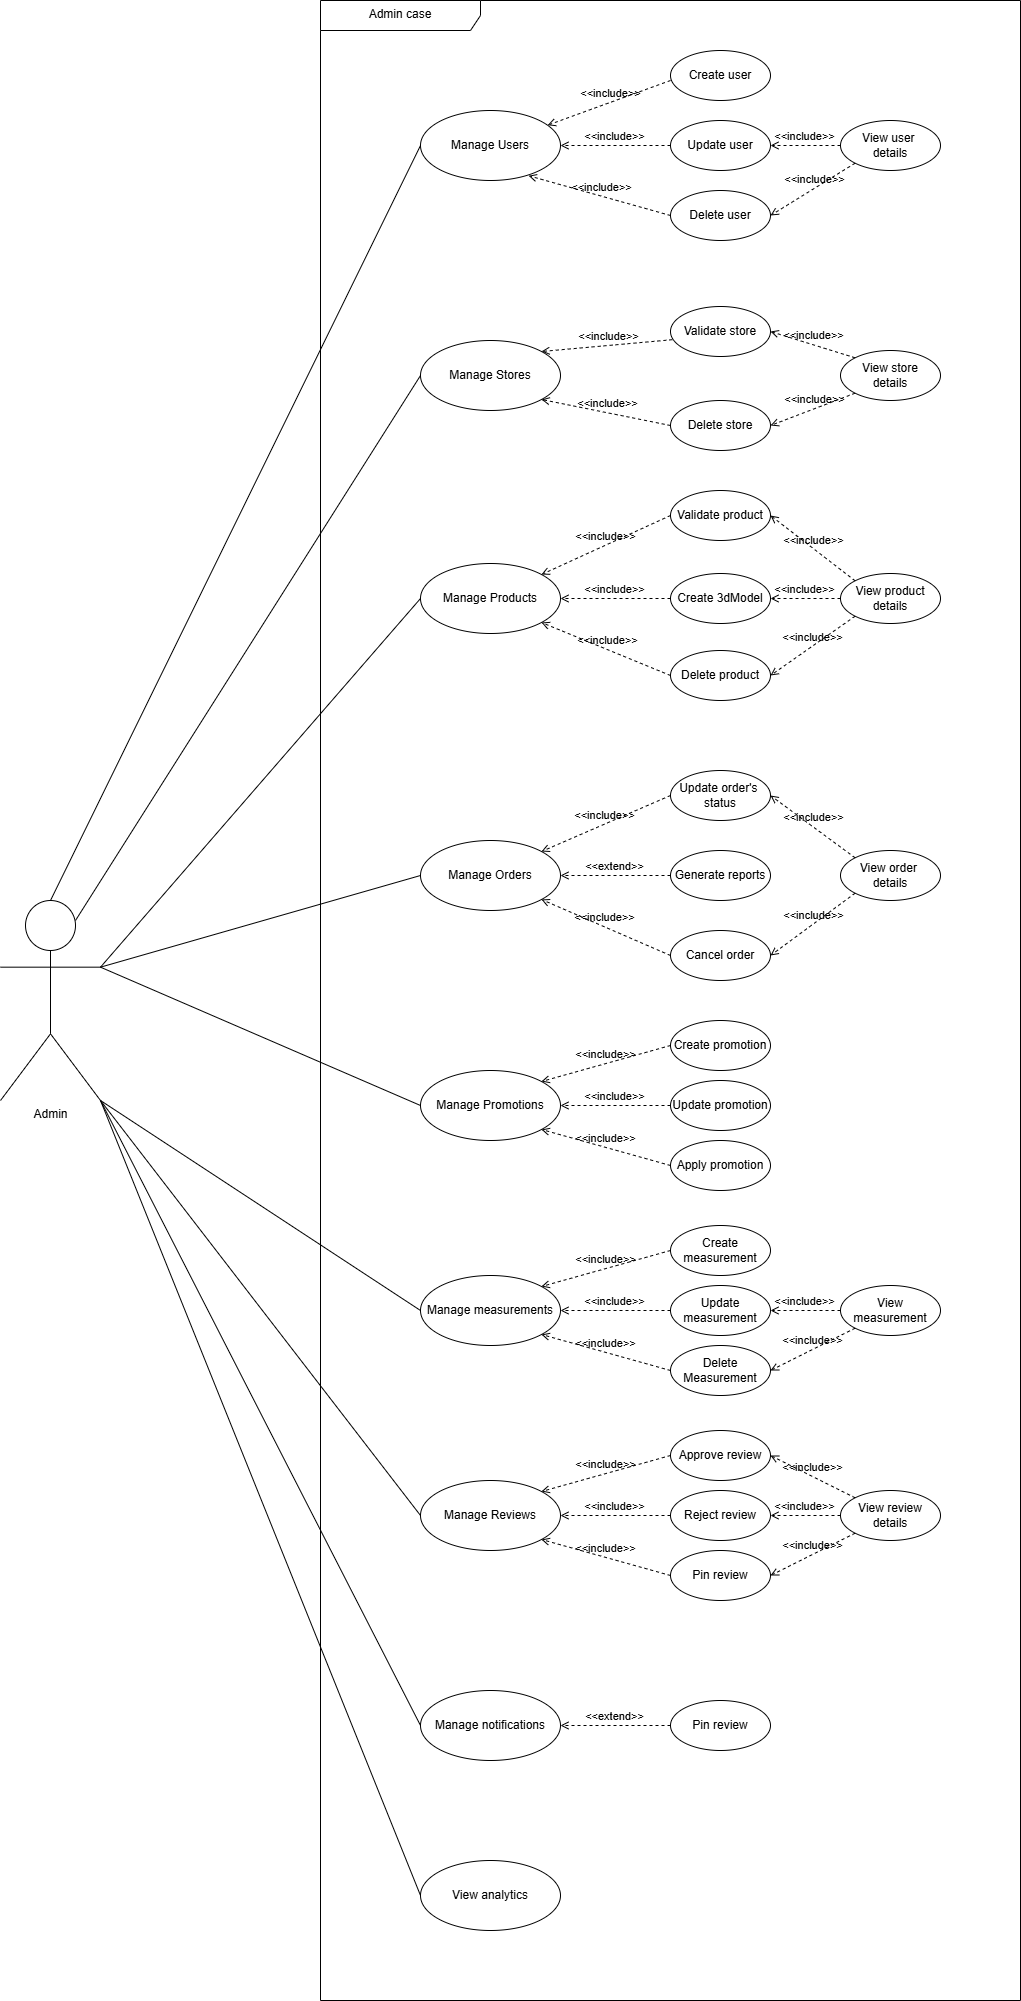 Admin case
Create user
<<include>>
Manage Users
<<include>>
Update user
<<include>>
View user
details
<<include>>
Delete user
<<include>>
Validate store
<<include>>
<<include>>
Manage Stores
View store
details
<<include>>
Delete store
<<include>>
Validate product
<<include>>
<<include>>
Manage Products
<<include>>
Create 3dModel
<<include>>
View product
details
<<include>>
Delete product
<<include>>
Update order's
status
<<include>>
<<include>>
Manage Orders
<<extend>>
Generate reports
View order
details
<<include>>
Cancel order
<<include>>
Admin
Create promotion
<<include>>
Manage Promotions
<<include>>
Update promotion
<<include>>
Apply promotion
Create
measurement
<<include>>
Manage measurements
<<include>>
Update
measurement
<<include>>
View
measurement
<<include>>
Delete
Measurement
<<include>>
Approve review
<<include>>
<<include>>
Manage Reviews
<<include>>
Reject review
<<include>>
View review
details
<<include>>
Pin review
<<include>>
Manage notifications
<<extend>>
Pin review
View analytics